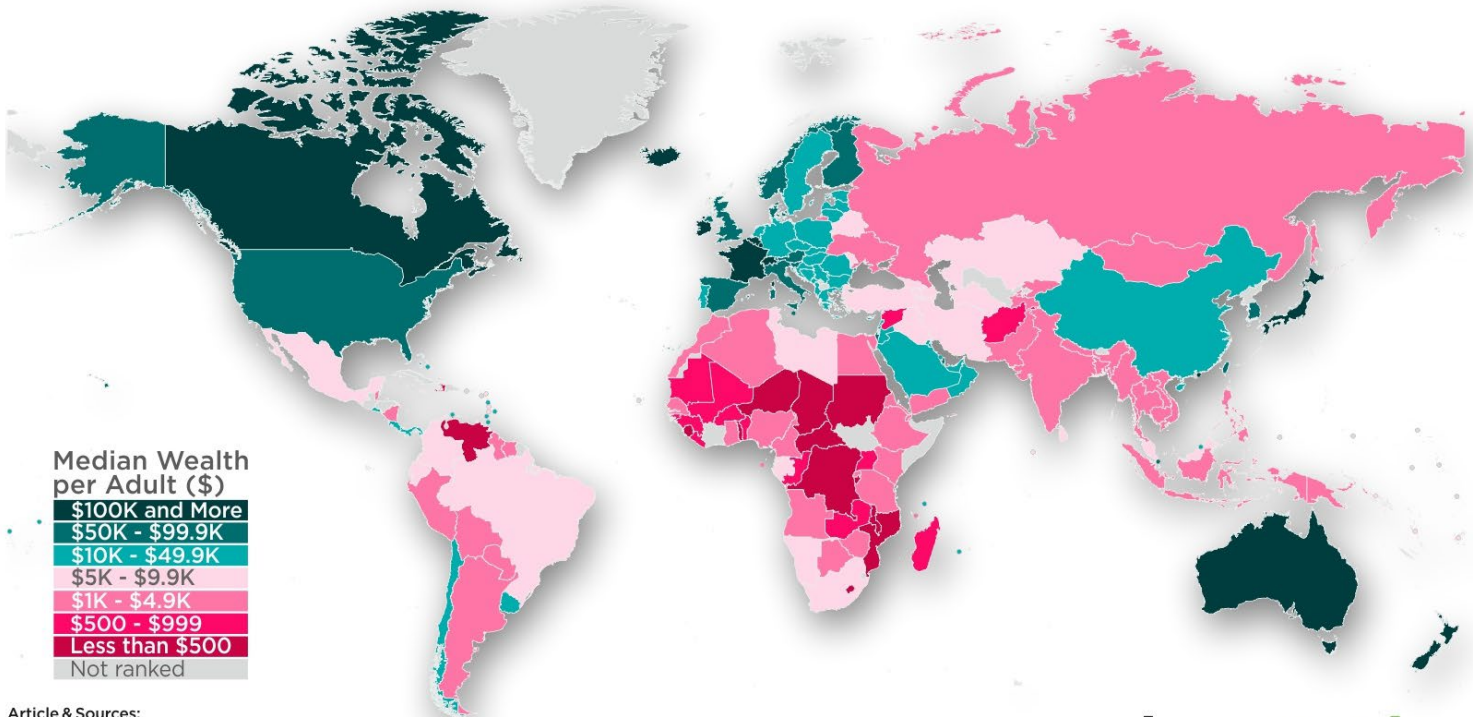 Median Wealth
per Adult ($)
$100K and More
$50K - $99.9K
$10K - $49.9K
$5K - $9.9K
$1K - $4.9K
$500 - $999
Less than $500
Not ranked
Article & Sources: